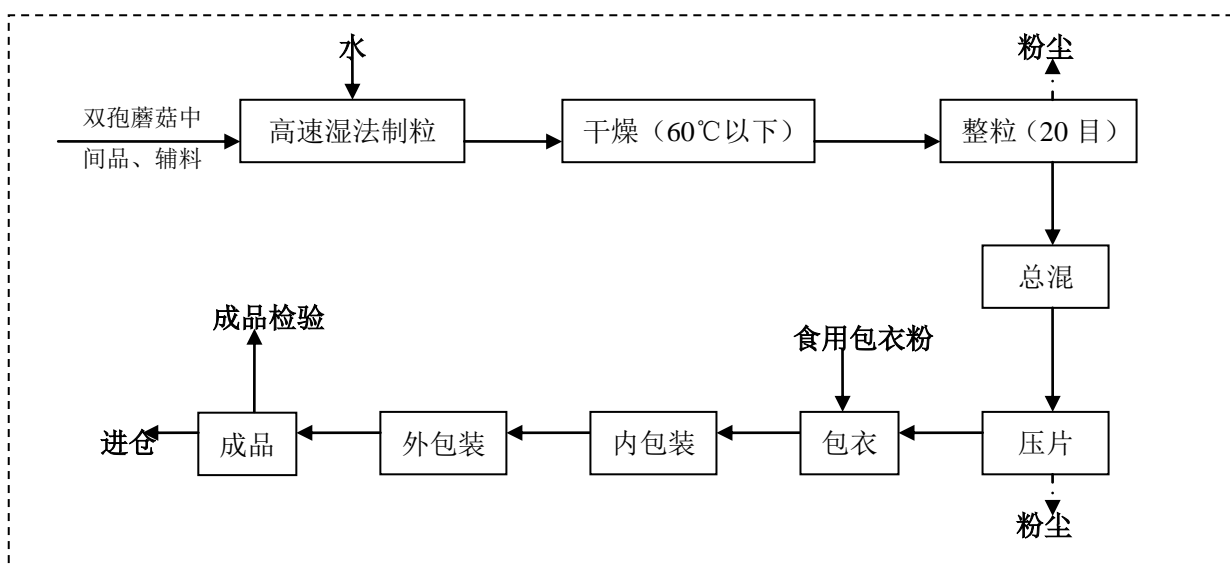 水
粉尘
双孢蘑菇中
间品、辅料
高速湿法制粒
干燥（60℃以下）
整粒（20 目）
总混
成品检验
食用包衣粉
进仓
成品
外包装
内包装
包衣
压片
粉尘